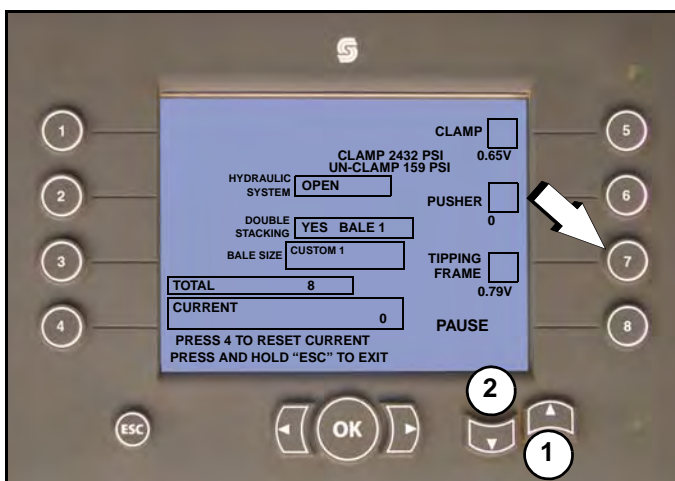 S
1
2
3
4
5
6
7
8
CLAMP
0.65V
CLAMP 2432 PSI
UN-CLAMP 159 PSI
HYDRAULIC
SYSTEM
OPEN
PUSHER
0
DOUBLE
STACKING
YES BALE 1
BALE SIZE
CUSTOM 1
TIPPING
FRAME
0.79V
TOTAL 8
CURRENT
0
PAUSE
PRESS 4 TO RESET CURRENT
PRESS AND HOLD “ESC” TO EXIT
ESC
OK
2
1